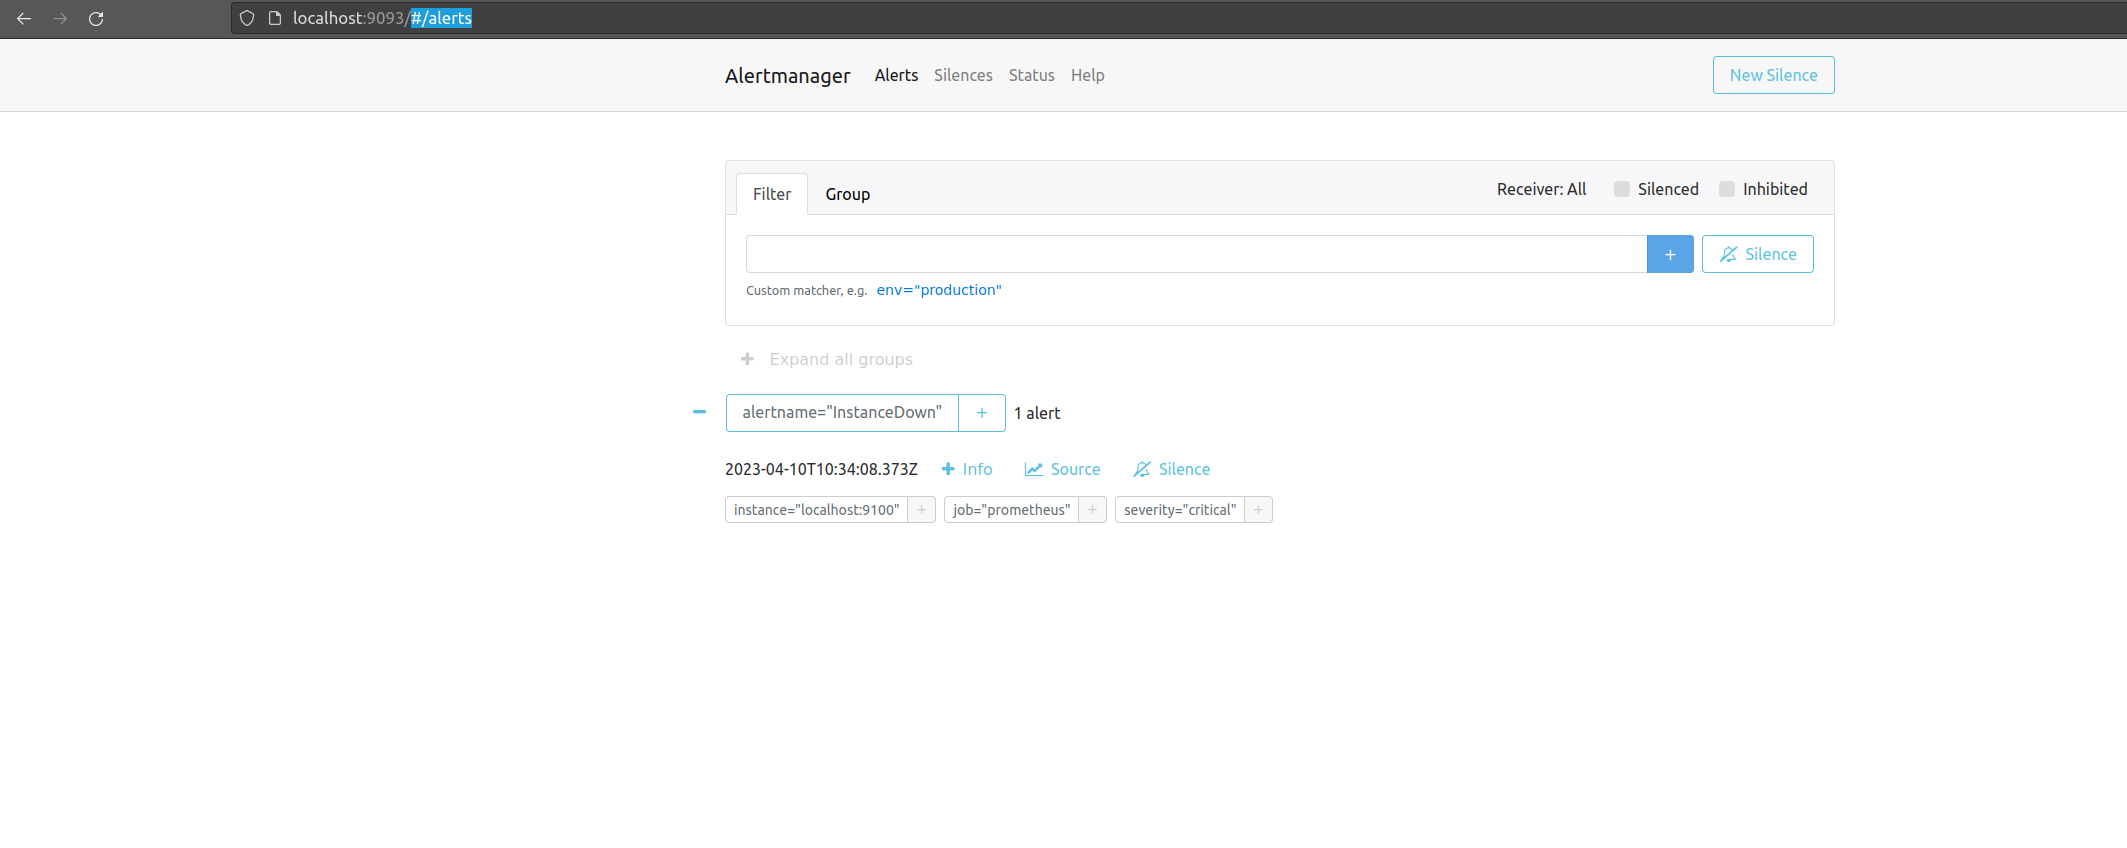 localhost:9093/#/alerts
Alertmanager Alerts Silences Status Help New Silence
Filter Group Receiver: All Silenced Inhibited
+ Silence
Custom matcher, e.g. env="production"
+ Expand all groups
alertname="InstanceDown" + 1 alert
2023-04-10T10:34:08.373Z + Info Source Silence
instance="localhost:9100" + job="prometheus" + severity="critical" +